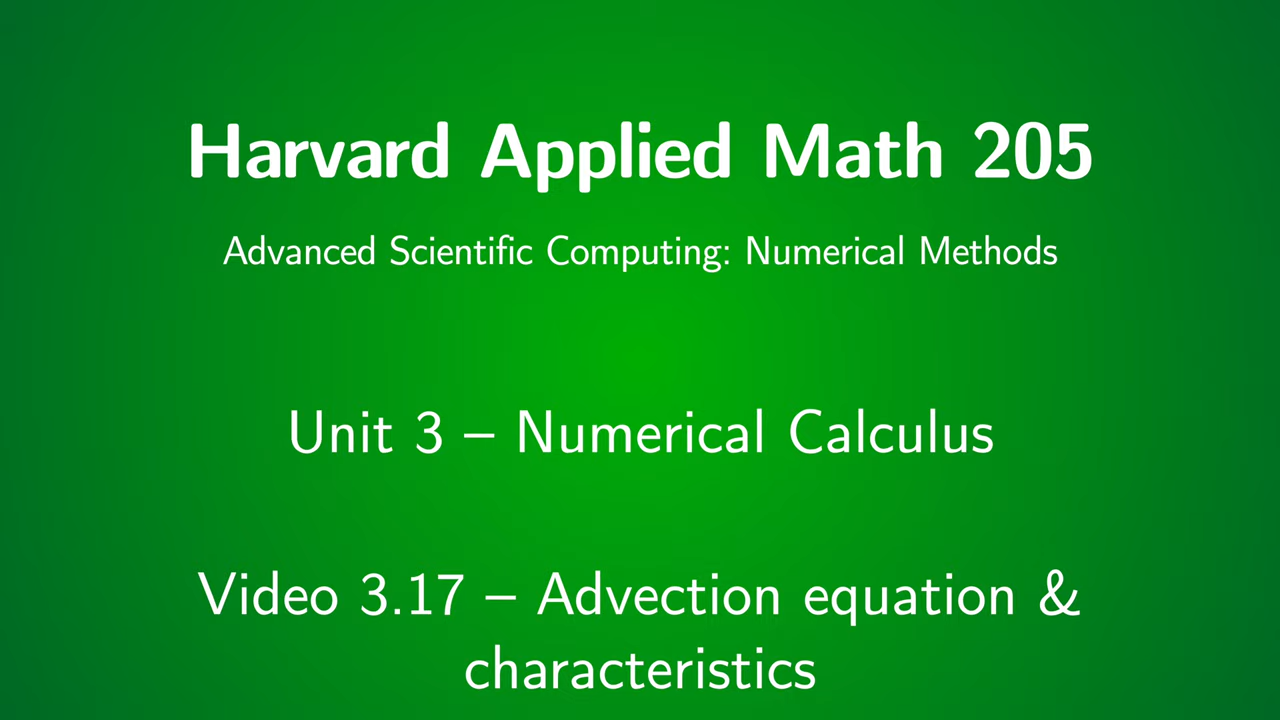 Harvard Applied Math 205
Advanced Scientific Computing: Numerical Methods
Unit 3 – Numerical Calculus
Video 3.17 – Advection equation &
characteristics